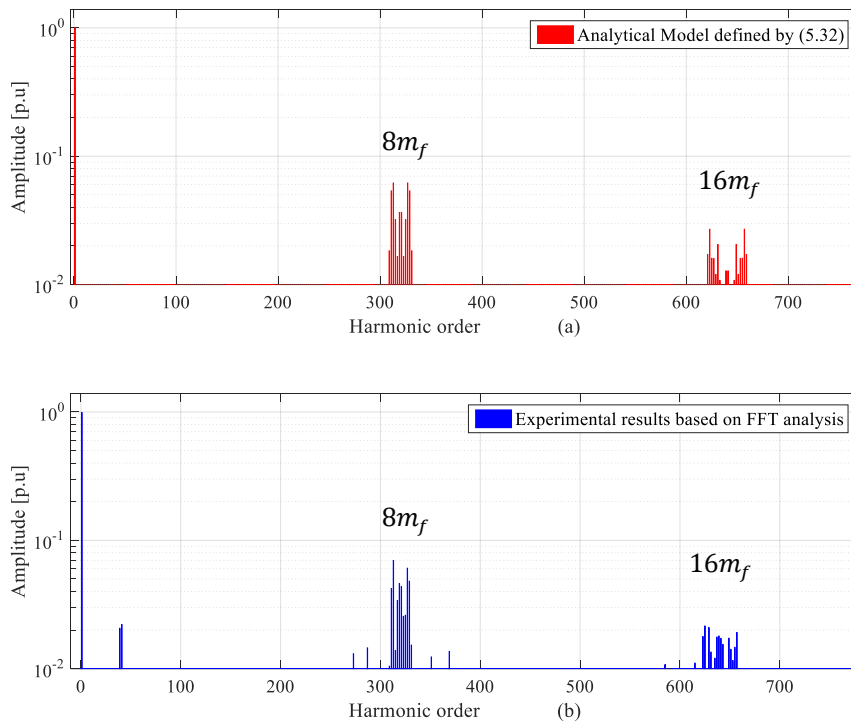 Analytical Model defined by (5.32)
10^0
10^-1
10^-2
Amplitude [p.u]
8m_f
16m_f
0 100 200 300 400 500 600 700
Harmonic order (a)
Experimental results based on FFT analysis
10^0
10^-1
10^-2
Amplitude [p.u]
8m_f
16m_f
0 100 200 300 400 500 600 700
Harmonic order (b)